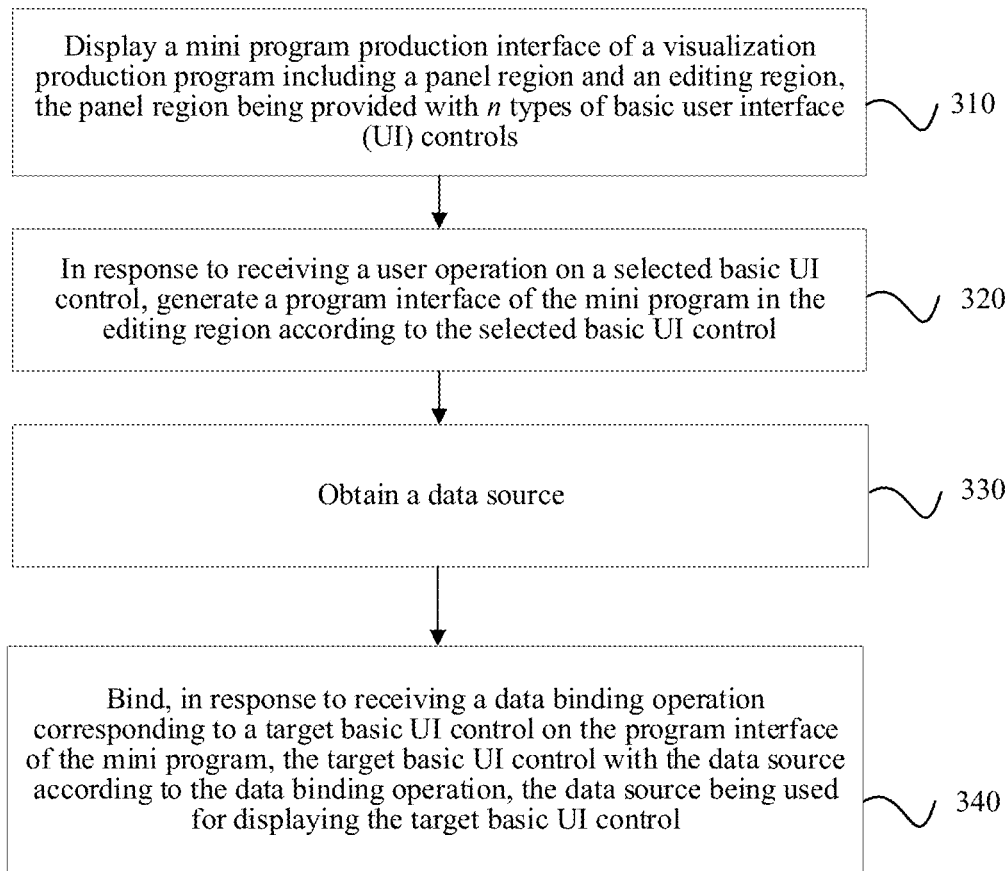 Display a mini program production interface of a visualization
production program including a panel region and an editing region,
the panel region being provided with n types of basic user interface
(UI) controls
310
In response to receiving a user operation on a selected basic UI
control, generate a program interface of the mini program in the
editing region according to the selected basic UI control
320
Obtain a data source
330
Bind, in response to receiving a data binding operation
corresponding to a target basic UI control on the program interface
of the mini program, the target basic UI control with the data source
according to the data binding operation, the data source being used
for displaying the target basic UI control
340